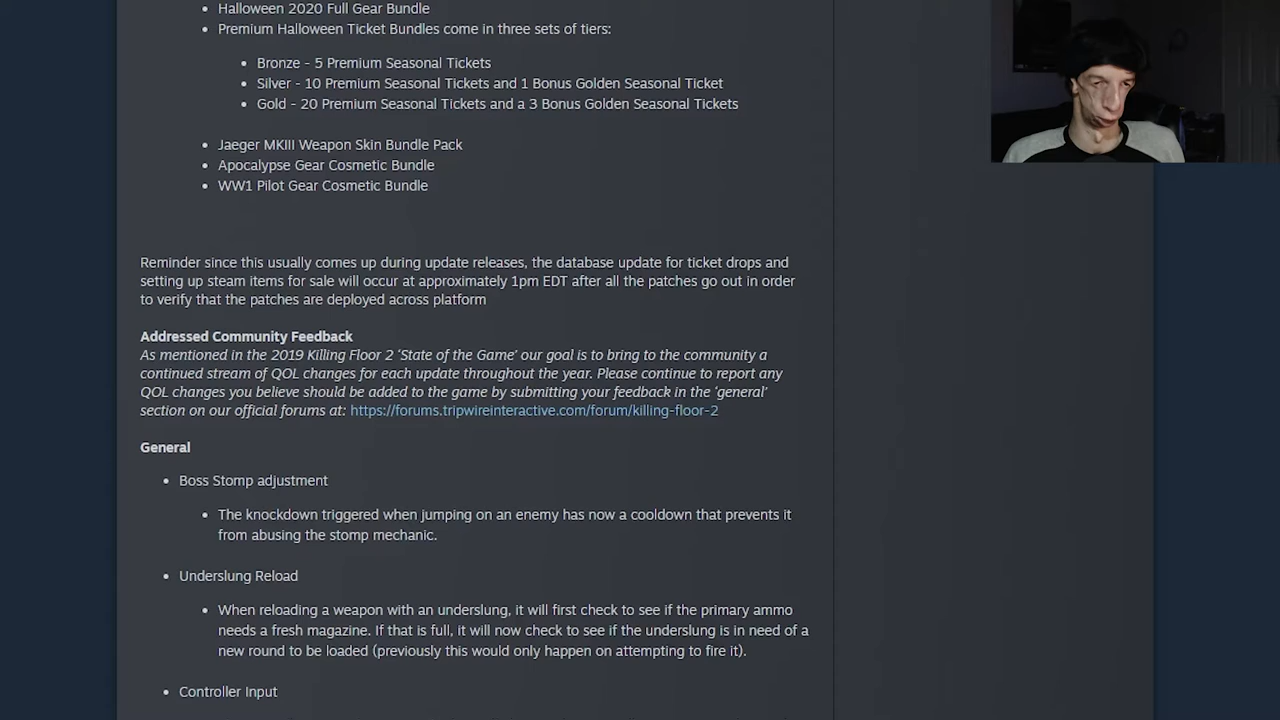 Halloween 2020 Full Gear Bundle
Premium Halloween Ticket Bundles come in three sets of tiers:
Bronze - 5 Premium Seasonal Tickets
Silver - 10 Premium Seasonal Tickets and 1 Bonus Golden Seasonal Ticket
Gold - 20 Premium Seasonal Tickets and a 3 Bonus Golden Seasonal Tickets
Jaeger MKIII Weapon Skin Bundle Pack
Apocalypse Gear Cosmetic Bundle
WW1 Pilot Gear Cosmetic Bundle
Reminder since this usually comes up during update releases, the database update for ticket drops and
setting up steam items for sale will occur at approximately 1pm EDT after all the patches go out in order
to verify that the patches are deployed across platform
Addressed Community Feedback
As mentioned in the 2019 Killing Floor 2 ‘State of the Game’ our goal is to bring to the community a
continued stream of QOL changes for each update throughout the year. Please continue to report any
QOL changes you believe should be added to the game by submitting your feedback in the ‘general’
section on our official forums at: https://forums.tripwireinteractive.com/forum/killing-floor-2
General
Boss Stomp adjustment
The knockdown triggered when jumping on an enemy has now a cooldown that prevents it
from abusing the stomp mechanic.
Underslung Reload
When reloading a weapon with an underslung, it will first check to see if the primary ammo
needs a fresh magazine. If that is full, it will now check to see if the underslung is in need of a
new round to be loaded (previously this would only happen on attempting to fire it).
Controller Input